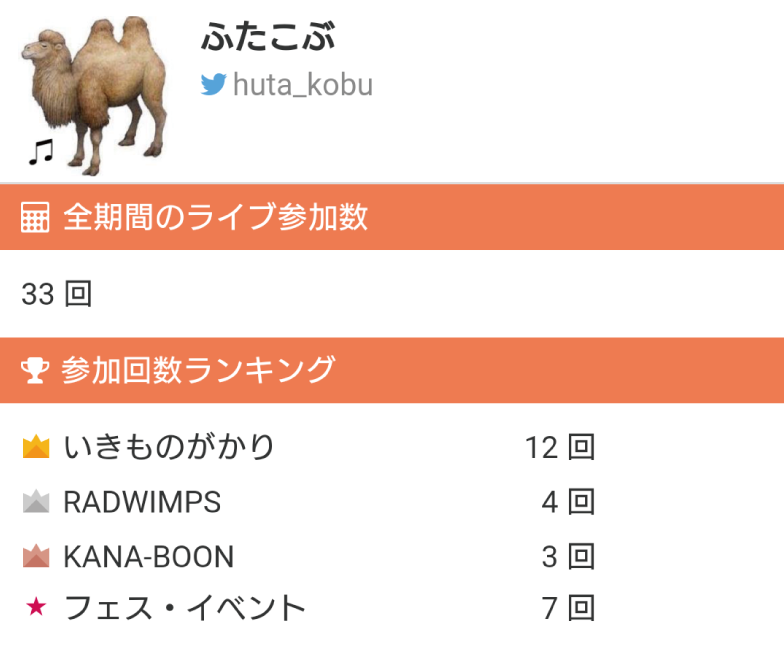 ふたこぶ
huta_kobu
全期間のライブ参加数
33 回
参加回数ランキング
いきものがかり 12 回
RADWIMPS 4 回
KANA-BOON 3 回
フェス・イベント 7 回